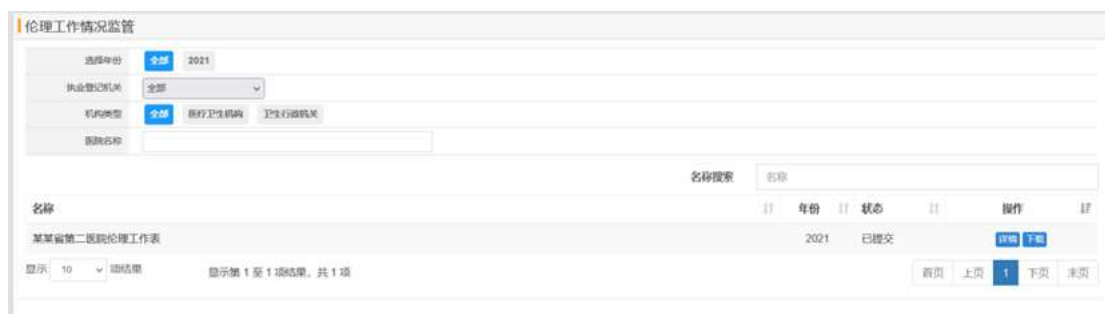 伦理工作情况监管
选择年份 全部 2021
执业登记机关 全部
机构类型 全部 医疗卫生机构 卫生行政机关
医院名称
名称搜索 名称
名称 年份 状态 操作
某某省第二医院伦理工作表 2021 已提交 详情 下载
显示 10 项结果 显示第 1 至 1 项结果，共 1 项 首页 上页 1 下页 末页